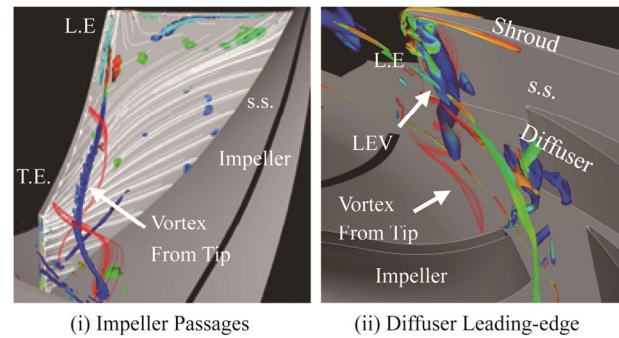 L.E
s.s.
Impeller
T.E.
Vortex
From Tip
(i) Impeller Passages
Shroud
L.E
s.s.
Diffuser
LEV
Vortex
From Tip
Impeller
(ii) Diffuser Leading-edge